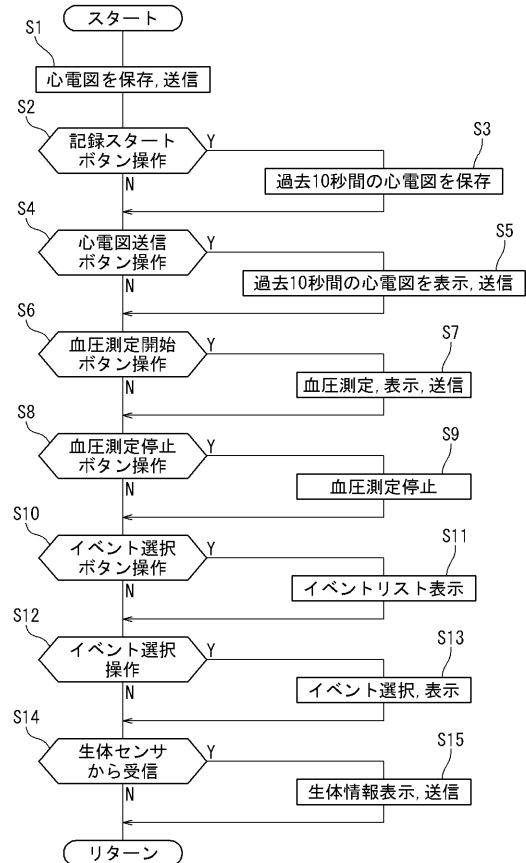 スタート
S1
心電図を保存, 送信
S2
記録スタート
ボタン操作
Y
N
S3
過去10秒間の心電図を保存
S4
心電図送信
ボタン操作
Y
N
S5
過去10秒間の心電図を表示, 送信
S6
血圧測定開始
ボタン操作
Y
N
S7
血圧測定, 表示, 送信
S8
血圧測定停止
ボタン操作
Y
N
S9
血圧測定停止
S10
イベント選択
ボタン操作
Y
N
S11
イベントリスト表示
S12
イベント選択
操作
Y
N
S13
イベント選択, 表示
S14
生体センサ
から受信
Y
N
S15
生体情報表示, 送信
リターン